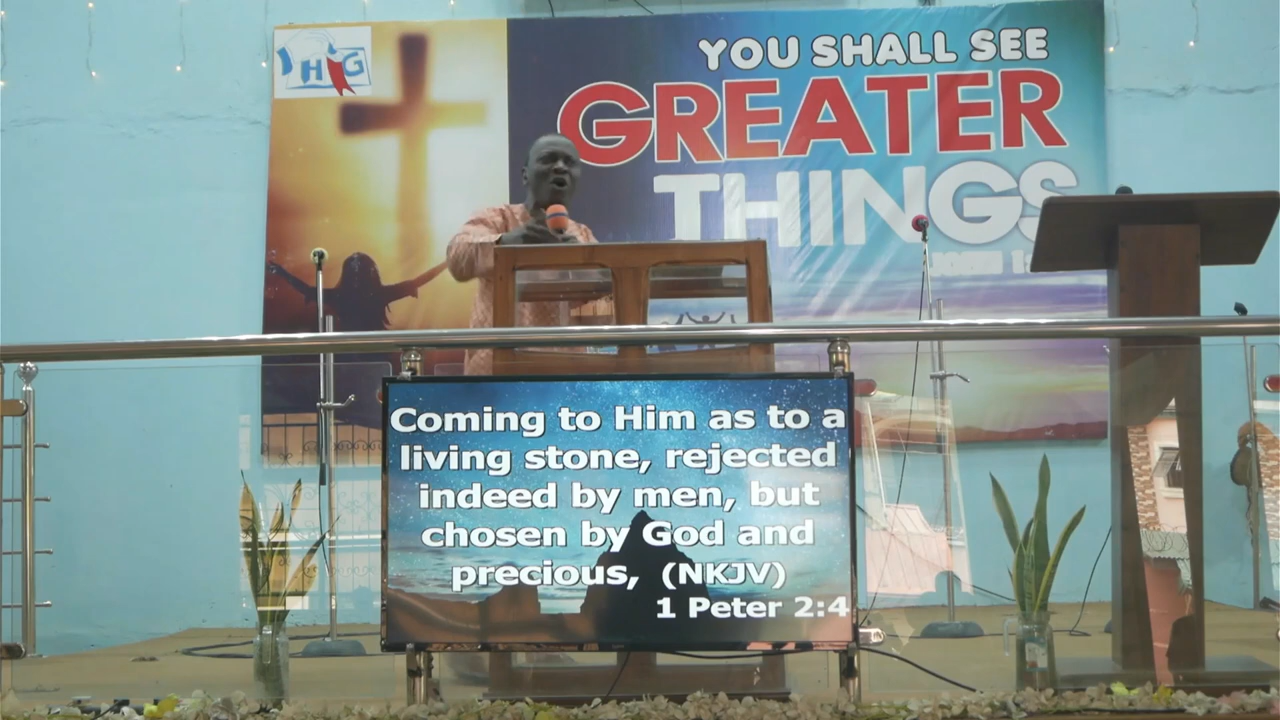 HG
YOU SHALL SEE
GREATER
THINGS
Coming to Him as to a
living stone, rejected
indeed by men, but
chosen by God and
precious, (NKJV)
1 Peter 2:4